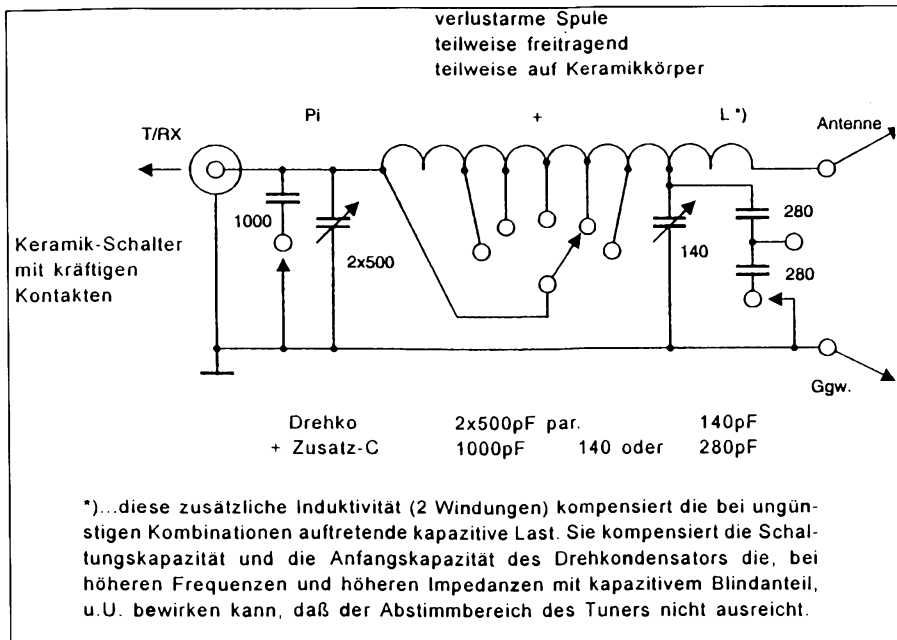 verlustarme Spule
teilweise freitragend
teilweise auf Keramikkörper
Pi + L *)
T/RX
Antenne
1000
2x500
140
280
280
Keramik-Schalter
mit kräftigen
Kontakten
Ggw.
Drehko 2x500pF par. 140pF
+ Zusatz-C 1000pF 140 oder 280pF
*)...diese zusätzliche Induktivität (2 Windungen) kompensiert die bei ungün-
stigen Kombinationen auftretende kapazitive Last. Sie kompensiert die Schal-
tungskapazität und die Anfangskapazität des Drehkondensators die, bei
höheren Frequenzen und höheren Impedanzen mit kapazitivem Blindanteil,
u.U. bewirken kann, daß der Abstimmbereich des Tuners nicht ausreicht.